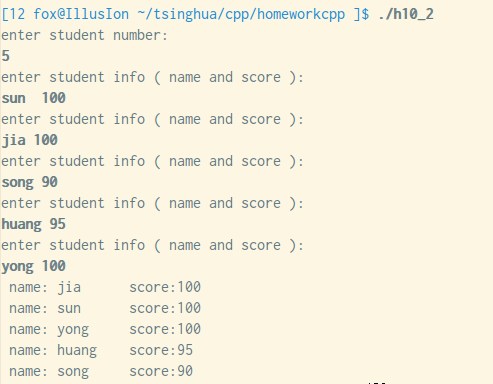 [12 fox@IllusIon ~/tsinghua/cpp/homeworkcpp ]$ ./h10_2
enter student number:
5
enter student info ( name and score ):
sun  100
enter student info ( name and score ):
jia 100
enter student info ( name and score ):
song 90
enter student info ( name and score ):
huang 95
enter student info ( name and score ):
yong 100
name: jia      score:100
name: sun      score:100
name: yong     score:100
name: huang    score:95
name: song     score:90